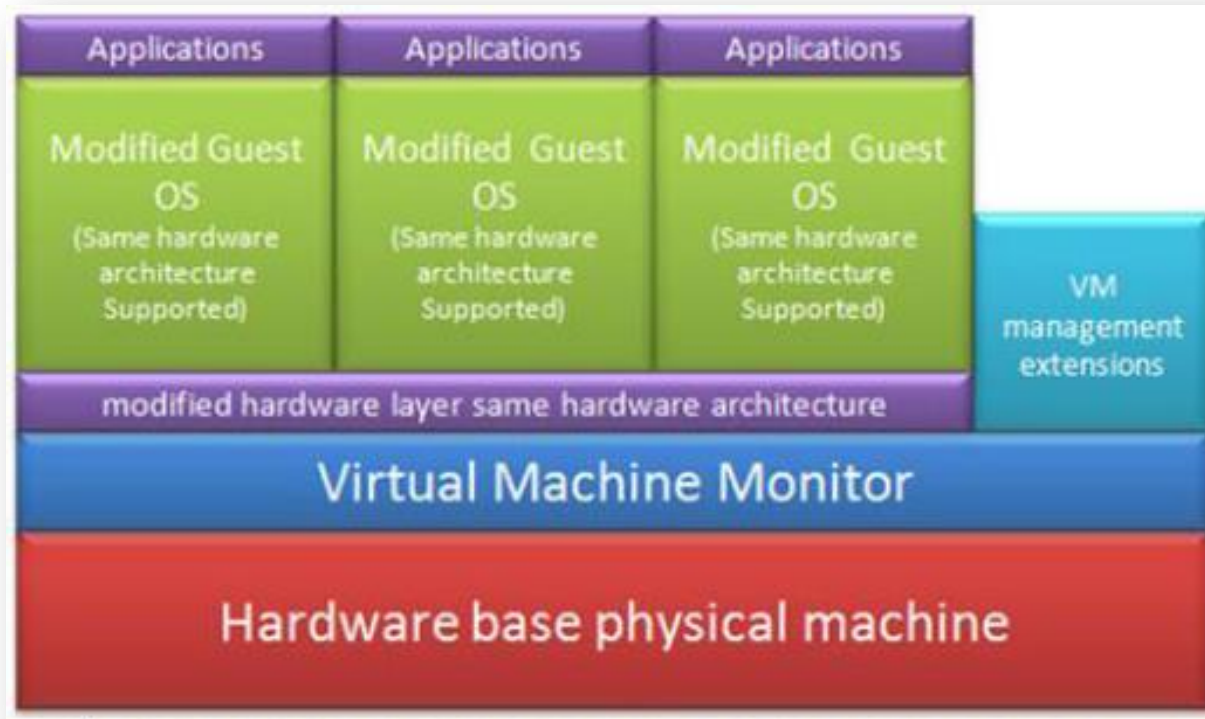 Applications
Applications
Applications
Modified Guest
OS
(Same hardware
architecture
Supported)
Modified Guest
OS
(Same hardware
architecture
Supported)
Modified Guest
OS
(Same hardware
architecture
Supported)
VM
management
extensions
modified hardware layer same hardware architecture
Virtual Machine Monitor
Hardware base physical machine